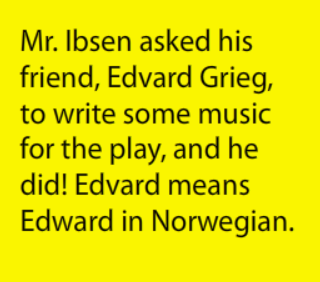 Mr. Ibsen asked his
friend, Edvard Grieg,
to write some music
for the play, and he
did! Edvard means
Edward in Norwegian.